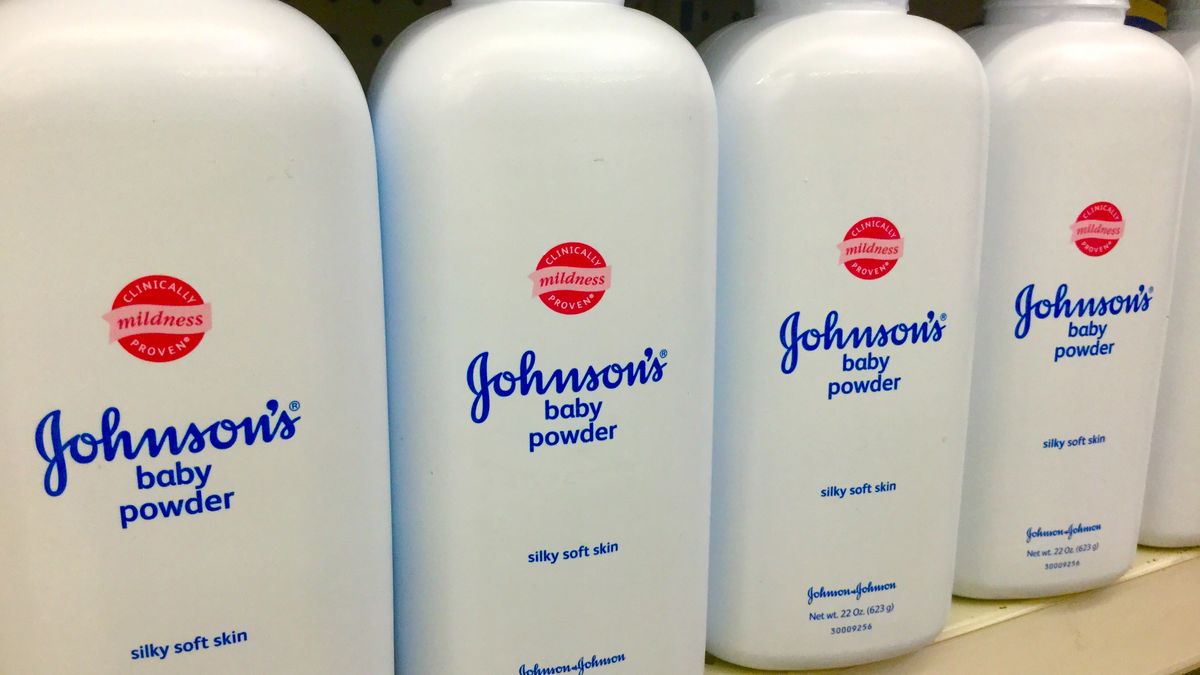 CLINICALLY
mildness
PROVEN®
Johnson's®
baby
powder
silky soft skin
CLINICALLY
mildness
PROVEN®
Johnson's®
baby
powder
silky soft skin
Johnson & Johnson
CLINICALLY
mildness
PROVEN®
Johnson's®
baby
powder
silky soft skin
Johnson & Johnson
Net wt. 22 Oz. (623 g)
30009256
CLINICALLY
mildness
PROVEN®
Johnson's®
baby
powder
silky soft skin
Johnson & Johnson
Net wt. 22 Oz. (623 g)
30009256